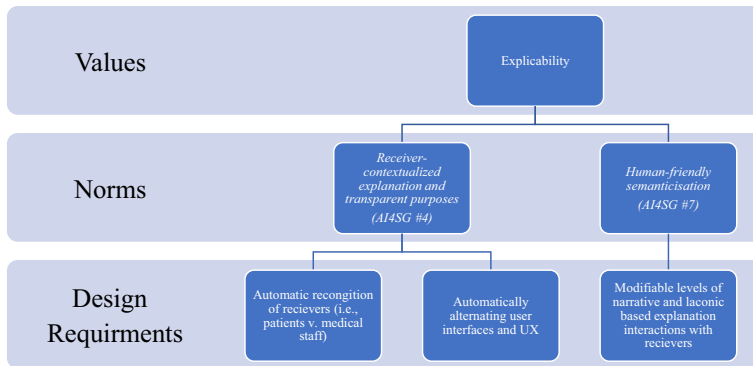 Values
Explicability
Norms
Receiver-
contextualized
explanation and
transparent purposes
(AI4SG #4)
Human-friendly
semanticisation
(AI4SG #7)
Design
Requirments
Automatic recongition
of recievers (i.e.,
patients v. medical
staff)
Automatically
alternating user
interfaces and UX
Modifiable levels of
narrative and laconic
based explanation
interactions with
recievers